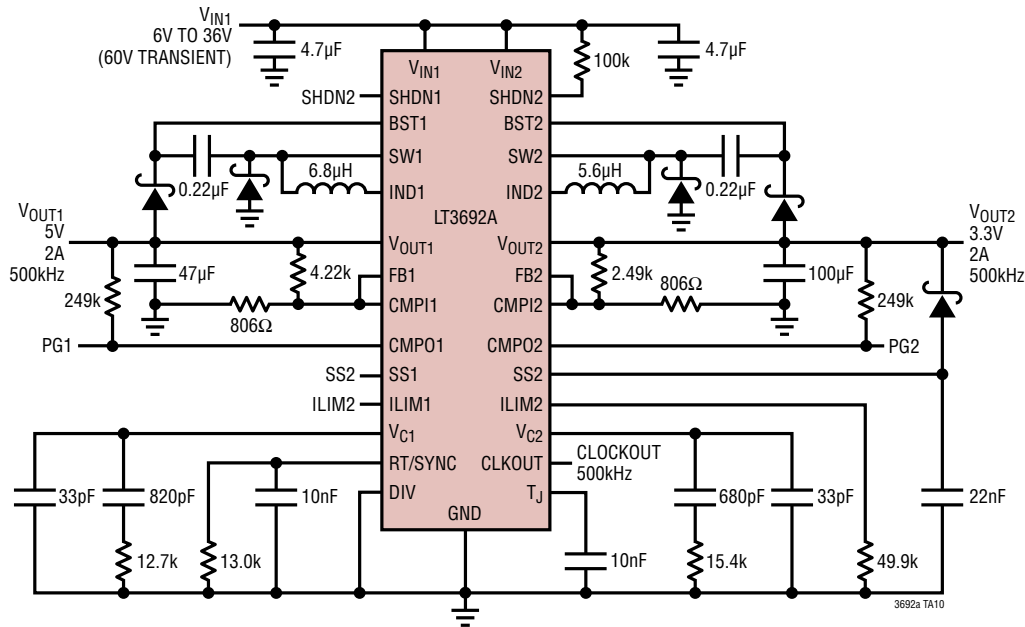 VIN1
6V TO 36V
(60V TRANSIENT)
4.7µF
4.7µF
100k
VIN1
VIN2
SHDN2
SHDN1
SHDN2
BST1
BST2
SW1
SW2
0.22µF
6.8µH
5.6µH
0.22µF
IND1
IND2
LT3692A
VOUT1
5V
2A
500kHz
VOUT1
VOUT2
VOUT2
3.3V
2A
500kHz
47µF
4.22k
FB1
FB2
2.49k
806Ω
100µF
249k
806Ω
CMPI1
CMPI2
249k
PG1
CMPO1
CMPO2
PG2
SS2
SS1
SS2
ILIM2
ILIM1
ILIM2
VC1
VC2
RT/SYNC
CLKOUT
CLOCKOUT
500kHz
33pF
820pF
10nF
DIV
TJ
680pF
33pF
22nF
GND
12.7k
13.0k
10nF
15.4k
49.9k
3692a TA10